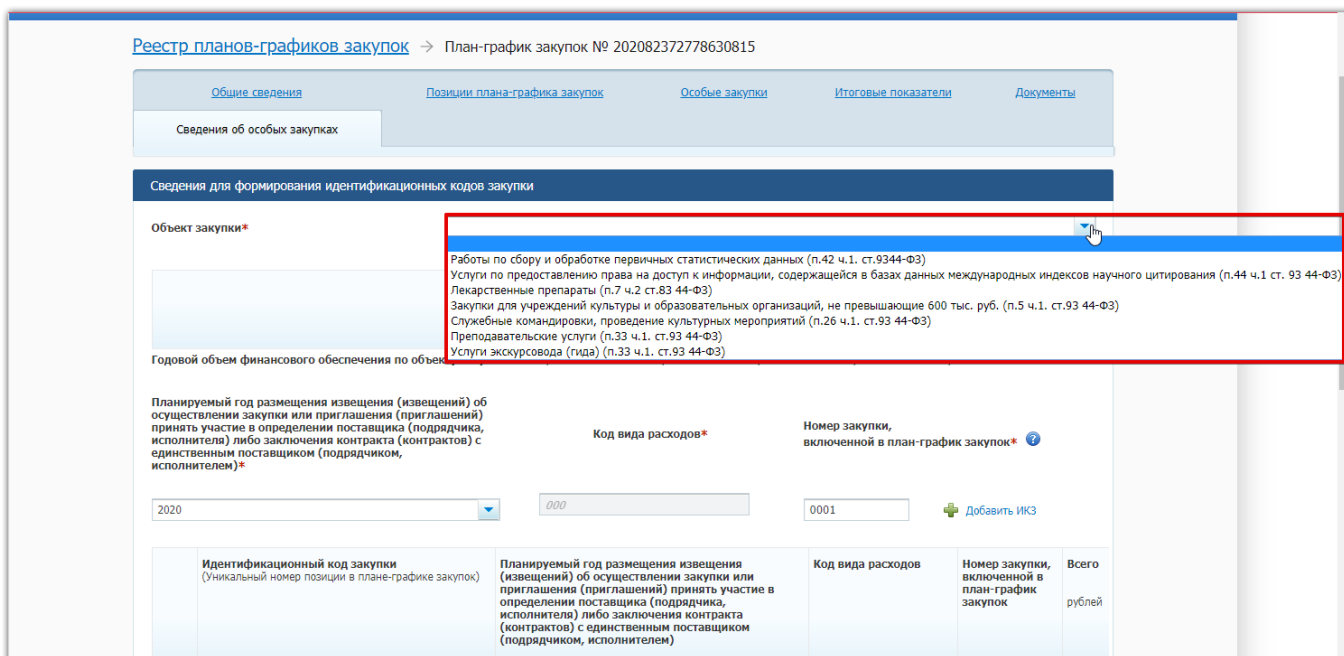 Реестр планов-графиков закупок → План-график закупок № 202082372778630815
Общие сведения Позиции плана-графика закупок Особые закупки Итоговые показатели Документы
Сведения об особых закупках
Сведения для формирования идентификационных кодов закупки
Объект закупки*
Работы по сбору и обработке первичных статистических данных (п.42 ч.1. ст.9344-ФЗ)
Услуги по предоставлению права на доступ к информации, содержащейся в базах данных международных индексов научного цитирования (п.44 ч.1 ст. 93 44-ФЗ)
Лекарственные препараты (п.7 ч.2 ст.83 44-ФЗ)
Закупки для учреждений культуры и образовательных организаций, не превышающие 600 тыс. руб. (п.5 ч.1. ст.93 44-ФЗ)
Служебные командировки, проведение культурных мероприятий (п.26 ч.1. ст.93 44-ФЗ)
Преподавательские услуги (п.33 ч.1. ст.93 44-ФЗ)
Услуги экскурсовода (гида) (п.33 ч.1. ст.93 44-ФЗ)
Годовой объем финансового обеспечения по
Планируемый год размещения извещения (извещений) об
осуществлении закупки или приглашения (приглашений)
принять участие в определении поставщика (подрядчика,
исполнителя) либо заключения контракта (контрактов) с
единственным поставщиком (подрядчиком,
исполнителем)*
Код вида расходов*
Номер закупки,
включенной в план-график закупок* ?
2020 000 0001 Добавить ИКЗ
Идентификационный код закупки
(Уникальный номер позиции в плане-графике закупок)
Планируемый год размещения извещения
(извещений) об осуществлении закупки или
приглашения (приглашений) принять участие в
определении поставщика (подрядчика,
исполнителя) либо заключения контракта
(контрактов) с единственным поставщиком
(подрядчиком, исполнителем)
Код вида расходов
Номер закупки,
включенной в
план-график
закупок
Всего
рублей